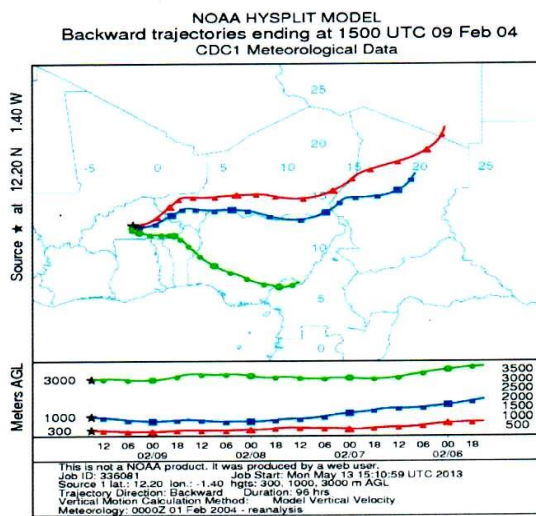 NOAA HYSPLIT MODEL
Backward trajectories ending at 1500 UTC 09 Feb 04
CDC1 Meteorological Data
Source ★ at 12.20 N 1.40 W
25
20
-5 0 5 10 15 20 25
15
10
5
0
Meters AGL
3000
1000
300
3500
3000
2500
2000
1500
1000
500
12 06 00 18 12 06 00 18 12 06 00 18 12 06 00 18
02/09 02/08 02/07 02/06
This is not a NOAA product. It was produced by a web user.
Job ID: 336081 Job Start: Mon May 13 15:10:59 UTC 2013
Source 1 lat.: 12.20 lon.: -1.40 hgts: 300, 1000, 3000 m AGL
Trajectory Direction: Backward Duration: 96 hrs
Vertical Motion Calculation Method: Model Vertical Velocity
Meteorology: 0000Z 01 Feb 2004 - reanalysis